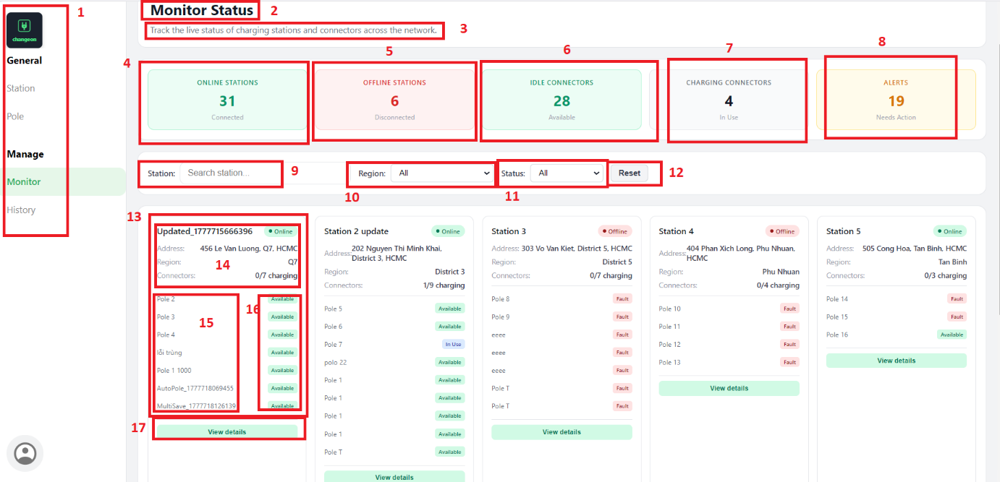 1
changeon
General
Station
Pole
Manage
Monitor
History
Monitor Status
2
Track the live status of charging stations and connectors across the network.
3
4
5
6
7
8
ONLINE STATIONS
31
Connected
OFFLINE STATIONS
6
Disconnected
IDLE CONNECTORS
28
Available
CHARGING CONNECTORS
4
In Use
ALERTS
19
Needs Action
Station: Search station...
9
Region: All
10
Status: All
11
Reset
12
13
Updated_1777715666396 Online
Address: 456 Le Van Luong, Q7, HCMC
Region: Q7
14
Connectors: 0/7 charging
15
16
Pole 2 Available
Pole 3 Available
Pole 4 Available
lỗi trùng Available
Pole 1 1000 Available
AutoPole_1777718069455 Available
MultiSave_1777718126139 Available
17
View details
Station 2 update Online
Address: 202 Nguyen Thi Minh Khai,
District 3, HCMC
Region: District 3
Connectors: 1/9 charging
Pole 5 Available
Pole 6 Available
Pole 7 In Use
polo 22 Available
Pole 1 Available
Pole 1 Available
Pole 1 Available
Pole 1 Available
Pole T Available
View details
Station 3 Offline
Address: 303 Vo Van Kiet, District 5, HCMC
Region: District 5
Connectors: 0/7 charging
Pole 8 Fault
Pole 9 Fault
eeee Fault
eeee Fault
eeee Fault
Pole T Fault
Pole T Fault
View details
Station 4 Offline
Address: 404 Phan Xich Long, Phu Nhuan,
HCMC
Region: Phu Nhuan
Connectors: 0/4 charging
Pole 10 Fault
Pole 11 Fault
Pole 12 Fault
Pole 13 Fault
View details
Station 5 Online
Address: 505 Cong Hoa, Tan Binh, HCMC
Region: Tan Binh
Connectors: 0/3 charging
Pole 14 Fault
Pole 15 Fault
Pole 16 Available
View details